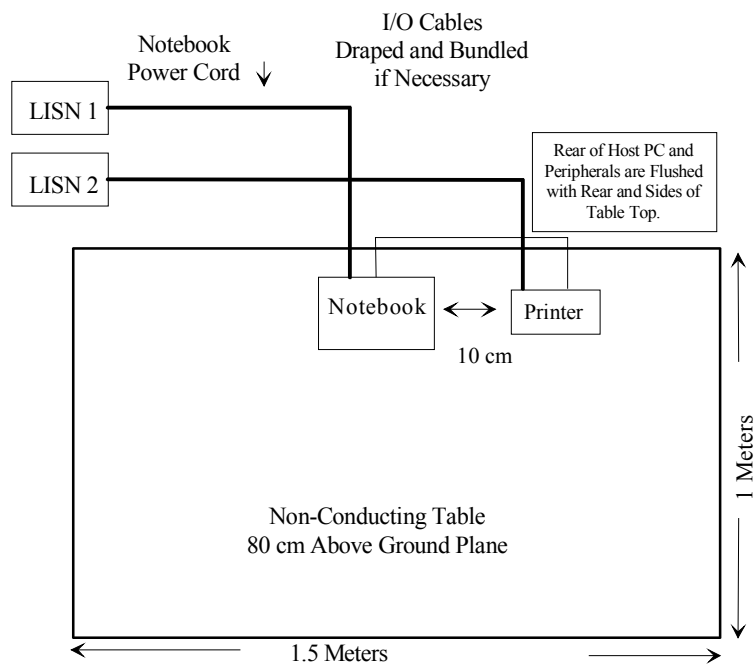 I/O Cables
Draped and Bundled
if Necessary
Notebook
Power Cord
LISN 1
LISN 2
Rear of Host PC and
Peripherals are Flushed
with Rear and Sides of
Table Top.
Notebook
Printer
10 cm
1 Meters
Non-Conducting Table
80 cm Above Ground Plane
1.5 Meters